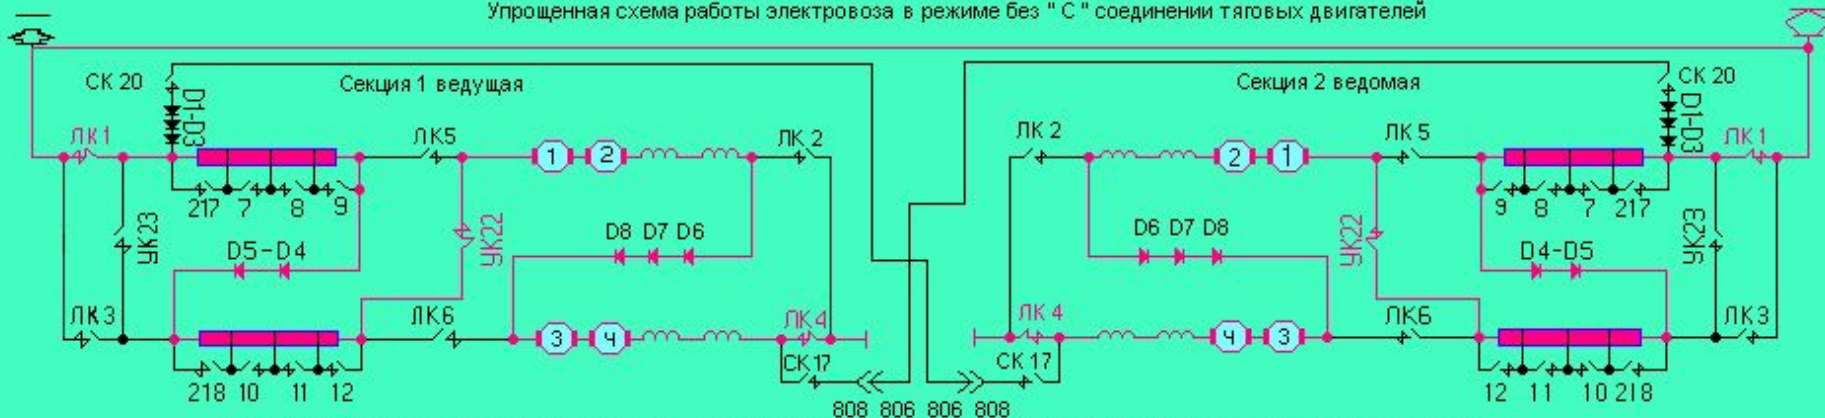 Упрощенная схема работы электровоза в режиме без " С " соединении тяговых двигателей
СК 20 Секция 1 ведущая Секция 2 ведомая СК 20
D1-D3 D1-D3
ЛК1 ЛК5 1 2 ЛК 2 ЛК 2 2 1 ЛК 5 ЛК1
217 7 8 9 9 8 7 217
УК23 УК22 УК22 УК23
D5-D4 D8 D7 D6 D6 D7 D8 D4-D5
ЛК3 ЛК6 3 4 ЛК4 ЛК 4 4 3 ЛК6 ЛК3
СК17 СК 17
218 10 11 12 12 11 10 218
808 806 806 808